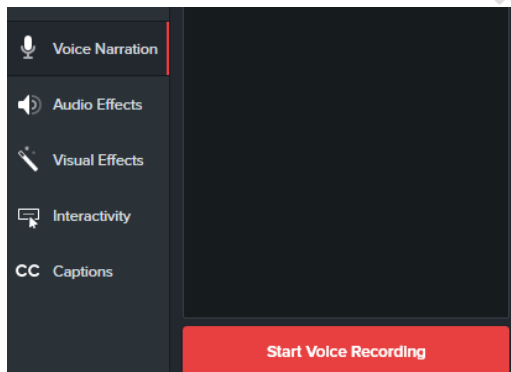 Voice Narration
Audio Effects
Visual Effects
Interactivity
CC Captions
Start Voice Recording